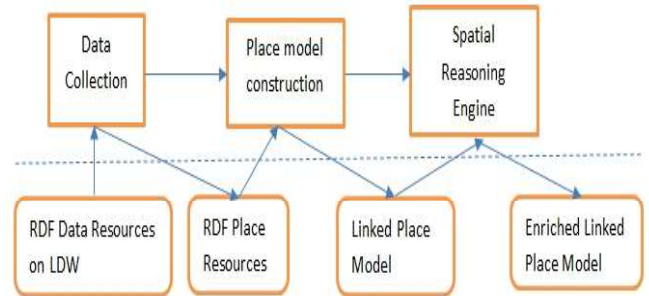 Data
Collection
Place model
construction
Spatial
Reasoning
Engine
RDF Data Resources
on LDW
RDF Place
Resources
Linked Place
Model
Enriched Linked
Place Model